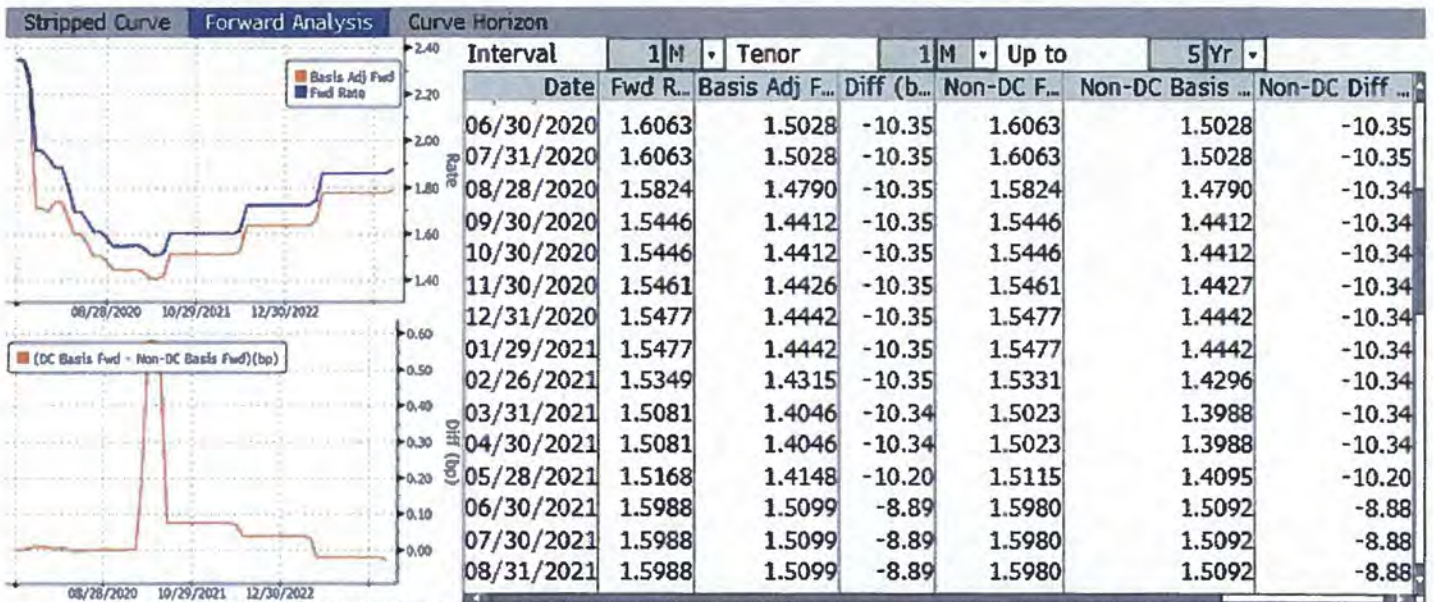 Stripped Curve Forward Analysis Curve Horizon
Interval 1 M Tenor 1 M Up to 5 Yr
Date Fwd R... Basis Adj F... Diff (b... Non-DC F... Non-DC Basis ... Non-DC Diff ...
06/30/2020 1.6063 1.5028 -10.35 1.6063 1.5028 -10.35
07/31/2020 1.6063 1.5028 -10.35 1.6063 1.5028 -10.35
08/28/2020 1.5824 1.4790 -10.35 1.5824 1.4790 -10.34
09/30/2020 1.5446 1.4412 -10.35 1.5446 1.4412 -10.34
10/30/2020 1.5446 1.4412 -10.35 1.5446 1.4412 -10.34
11/30/2020 1.5461 1.4426 -10.35 1.5461 1.4427 -10.34
12/31/2020 1.5477 1.4442 -10.35 1.5477 1.4442 -10.34
01/29/2021 1.5477 1.4442 -10.35 1.5477 1.4442 -10.34
02/26/2021 1.5349 1.4315 -10.35 1.5331 1.4296 -10.34
03/31/2021 1.5081 1.4046 -10.34 1.5023 1.3988 -10.34
04/30/2021 1.5081 1.4046 -10.34 1.5023 1.3988 -10.34
05/28/2021 1.5168 1.4148 -10.20 1.5115 1.4095 -10.20
06/30/2021 1.5988 1.5099 -8.89 1.5980 1.5092 -8.88
07/30/2021 1.5988 1.5099 -8.89 1.5980 1.5092 -8.88
08/31/2021 1.5988 1.5099 -8.89 1.5980 1.5092 -8.88
Basis Adj Fwd
Fwd Rate
2.40
2.20
2.00
1.80
1.60
1.40
Rate
08/28/2020 10/29/2021 12/30/2022
(DC Basis Fwd - Non-DC Basis Fwd)(bp)
0.60
0.50
0.40
0.30
0.20
0.10
0.00
Diff (bp)
08/28/2020 10/29/2021 12/30/2022